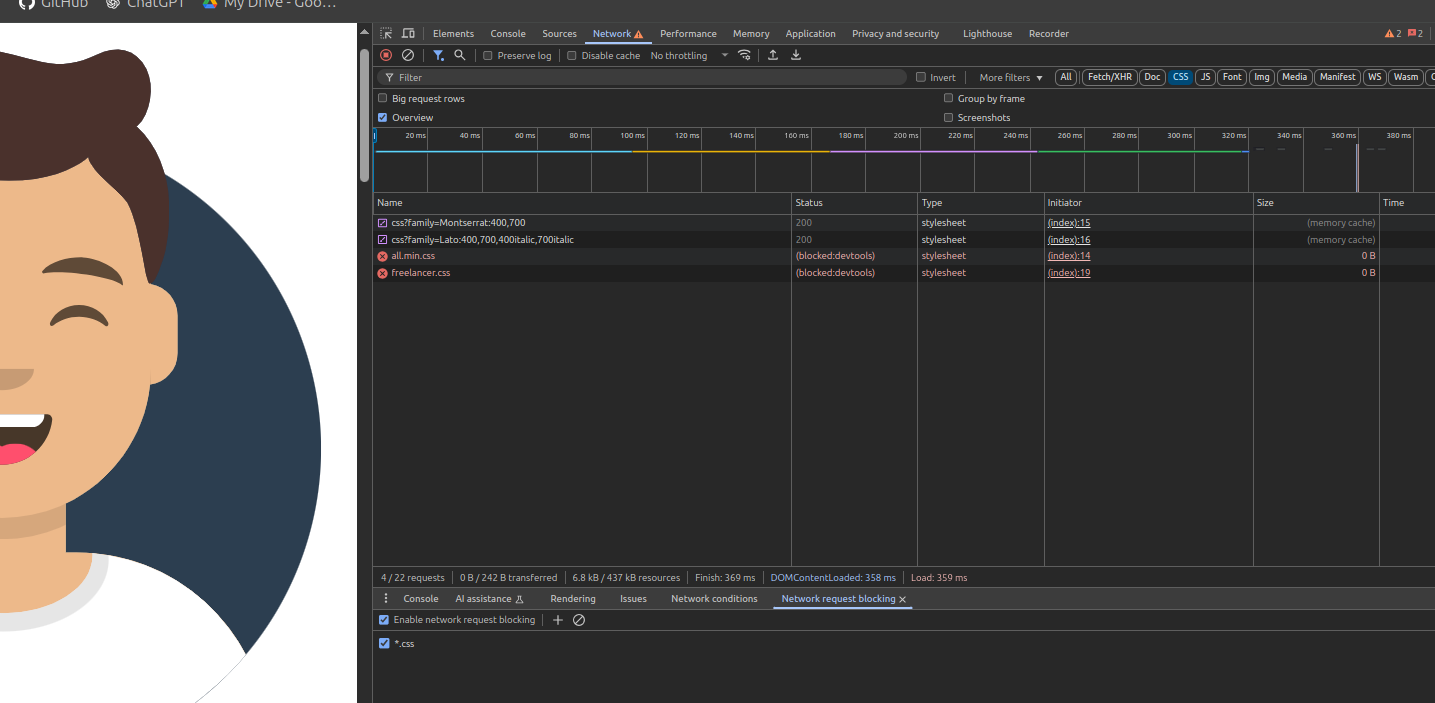 GitHub ChatGPT My Drive - Goo...
Elements Console Sources Network Performance Memory Application Privacy and security Lighthouse Recorder 2 2
Preserve log Disable cache No throttling
Filter Invert More filters All Fetch/XHR Doc CSS JS Font Img Media Manifest WS Wasm
Big request rows Group by frame
Overview Screenshots
20 ms 40 ms 60 ms 80 ms 100 ms 120 ms 140 ms 160 ms 180 ms 200 ms 220 ms 240 ms 260 ms 280 ms 300 ms 320 ms 340 ms 360 ms 380 ms
Name Status Type Initiator Size Time
css?family=Montserrat:400,700 200 stylesheet (index):15 (memory cache)
css?family=Lato:400,700,400italic,700italic 200 stylesheet (index):16 (memory cache)
all.min.css (blocked:devtools) stylesheet (index):14 0 B
freelancer.css (blocked:devtools) stylesheet (index):19 0 B
4 / 22 requests 0 B / 242 B transferred 6.8 kB / 437 kB resources Finish: 369 ms DOMContentLoaded: 358 ms Load: 359 ms
Console AI assistance Rendering Issues Network conditions Network request blocking
Enable network request blocking
*.css